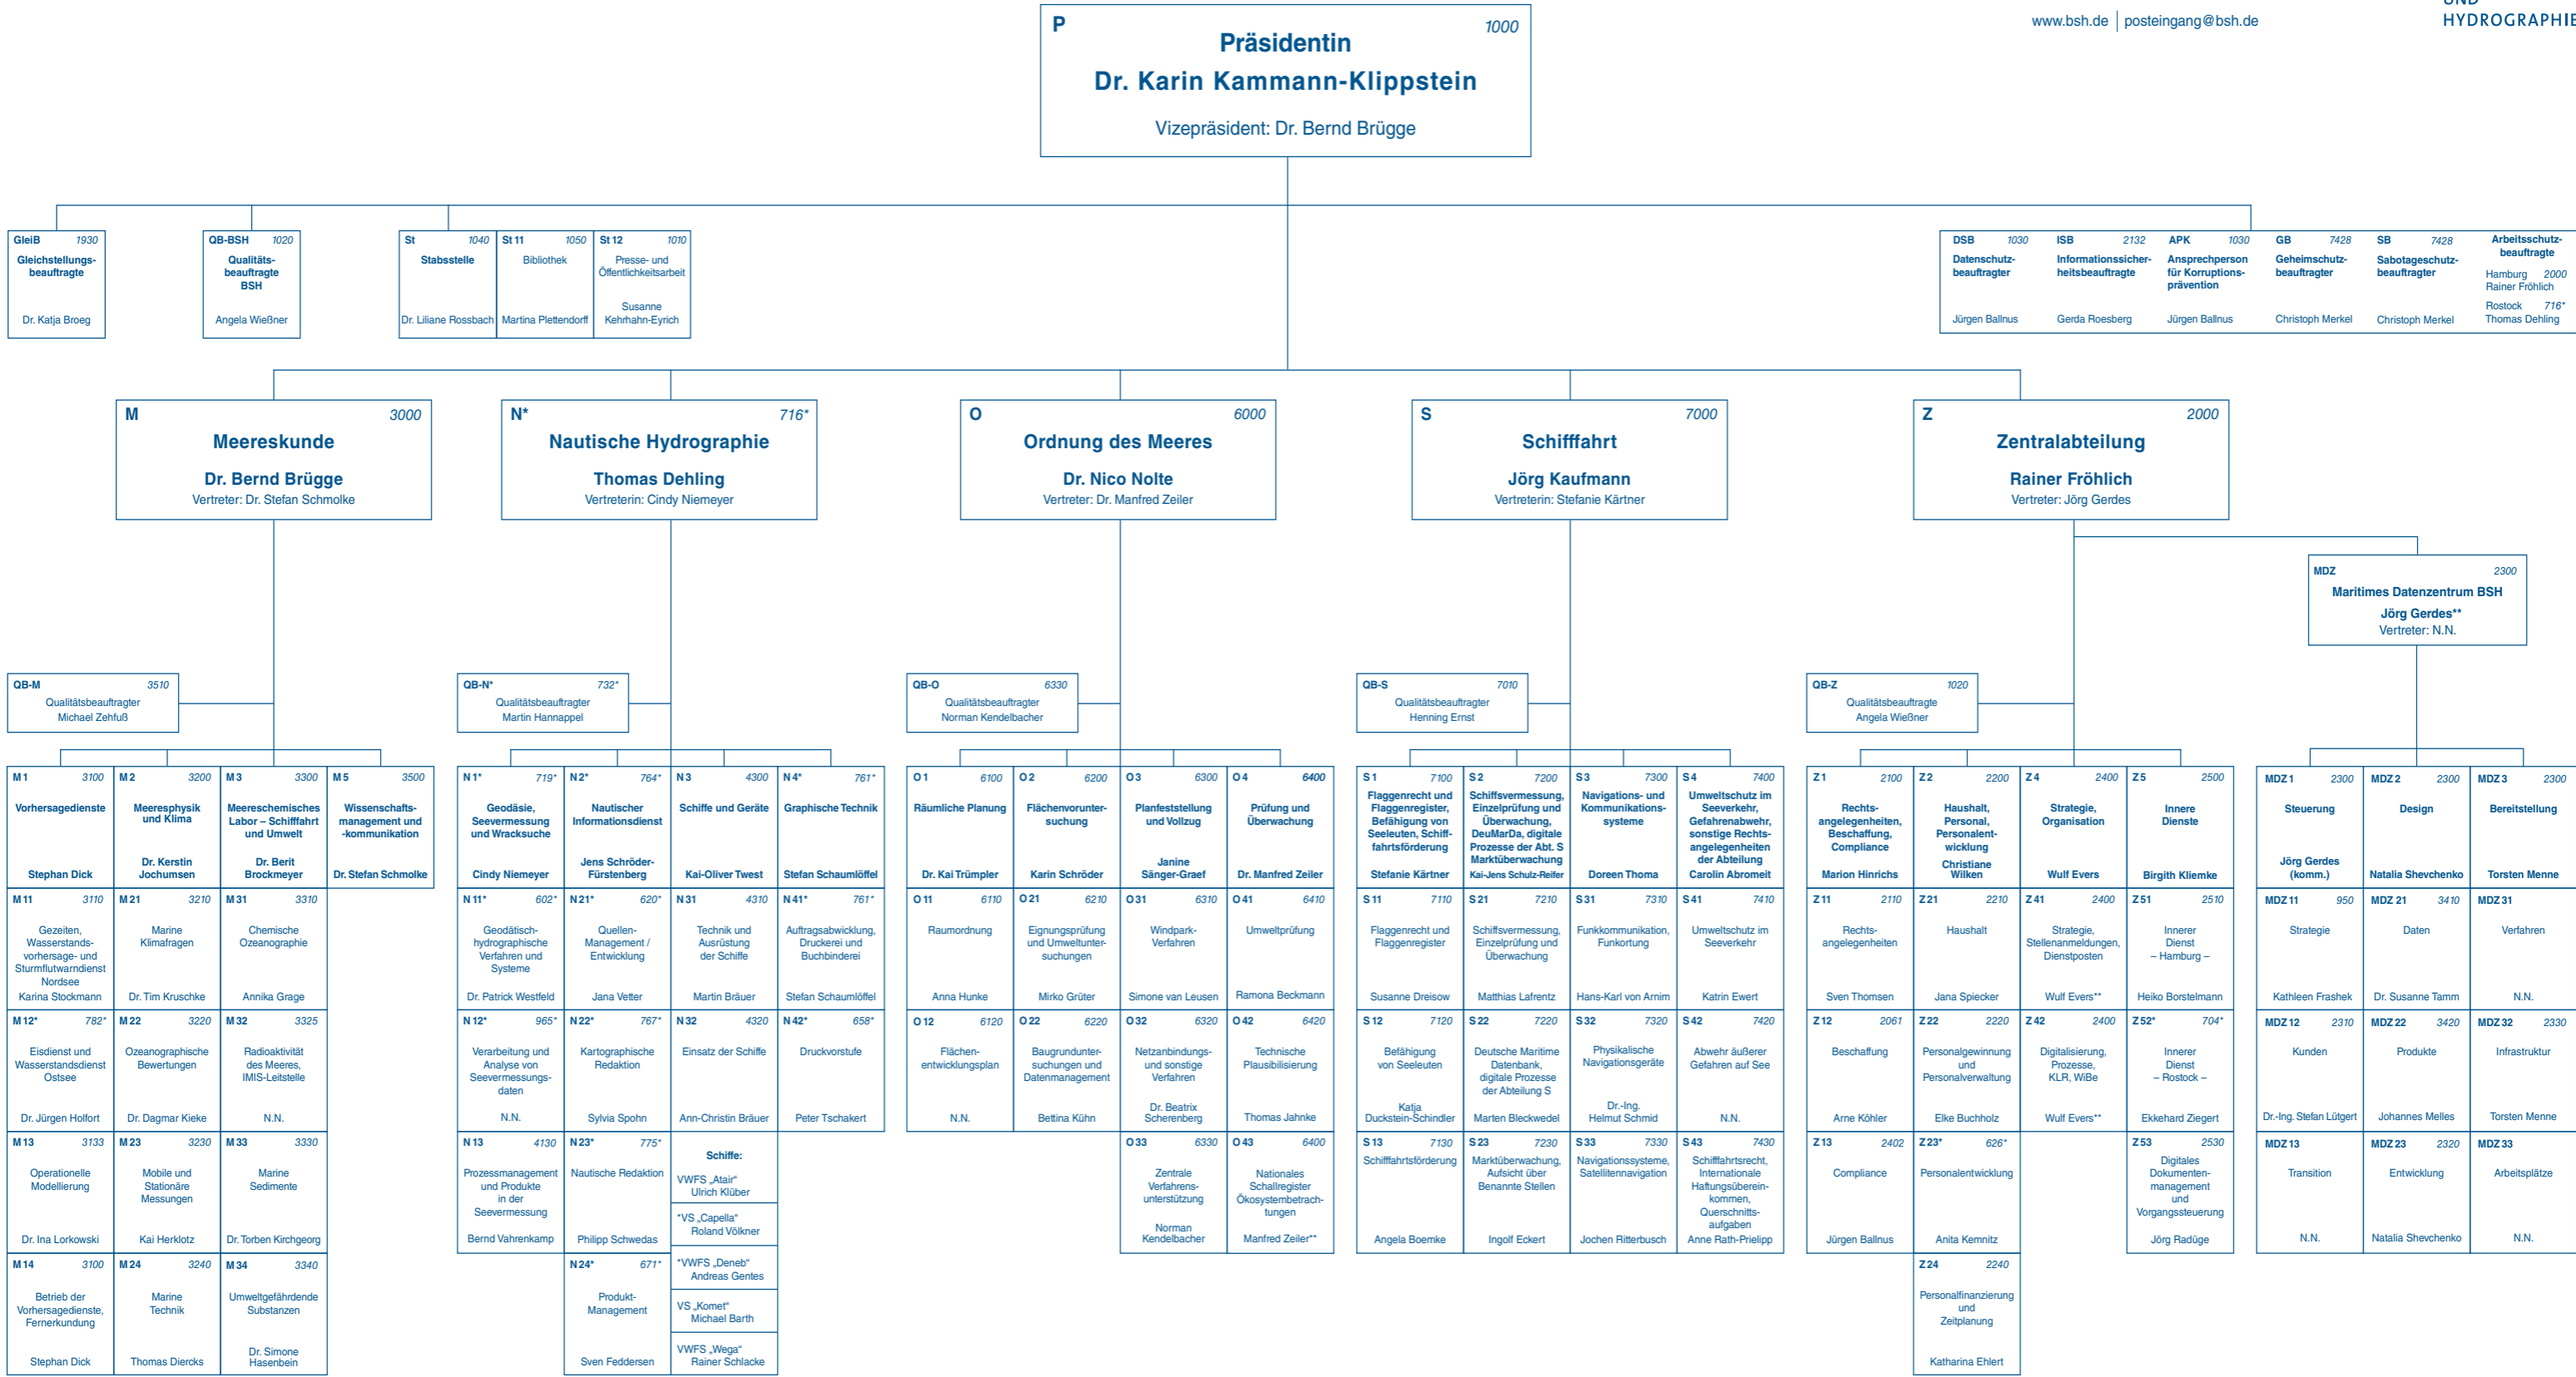 www.bsh.de | posteingang@bsh.de
UND
HYDROGRAPHIE
P 1000
Präsidentin
Dr. Karin Kammann-Klippstein
Vizepräsident: Dr. Bernd Brügge
GleiB 1930
Gleichstellungs-
beauftragte
Dr. Katja Broeg
QB-BSH 1020
Qualitäts-
beauftragte
BSH
Angela Wießner
St 1040
Stabsstelle
Dr. Liliane Rossbach
St 11 1050
Bibliothek
Martina Plettendorff
St 12 1010
Presse- und
Öffentlichkeitsarbeit
Susanne
Kehrhahn-Eyrich
DSB 1030
Datenschutz-
beauftragter
Jürgen Ballnus
ISB 2132
Informationssicher-
heitsbeauftragte
Gerda Roesberg
APK 1030
Ansprechperson
für Korruptions-
prävention
Jürgen Ballnus
GB 7428
Geheimschutz-
beauftragter
Christoph Merkel
SB 7428
Sabotageschutz-
beauftragter
Christoph Merkel
Arbeitsschutz-
beauftragte
Hamburg 2000
Rainer Fröhlich
Rostock 716*
Thomas Dehling
M 3000
Meereskunde
Dr. Bernd Brügge
Vertreter: Dr. Stefan Schmolke
N* 716*
Nautische Hydrographie
Thomas Dehling
Vertreterin: Cindy Niemeyer
O 6000
Ordnung des Meeres
Dr. Nico Nolte
Vertreter: Dr. Manfred Zeiler
S 7000
Schifffahrt
Jörg Kaufmann
Vertreterin: Stefanie Kärtner
Z 2000
Zentralabteilung
Rainer Fröhlich
Vertreter: Jörg Gerdes
MDZ 2300
Maritimes Datenzentrum BSH
Jörg Gerdes**
Vertreter: N.N.
QB-M 3510
Qualitätsbeauftragter
Michael Zehfuß
QB-N* 732*
Qualitätsbeauftragter
Martin Hannappel
QB-O 6330
Qualitätsbeauftragter
Norman Kendelbacher
QB-S 7010
Qualitätsbeauftragter
Henning Ernst
QB-Z 1020
Qualitätsbeauftragte
Angela Wießner
M 1 3100
Vorhersagedienste
Stephan Dick
M 2 3200
Meeresphysik
und Klima
Dr. Kerstin
Jochumsen
M 3 3300
Meereschemisches
Labor – Schifffahrt
und Umwelt
Dr. Berit
Brockmeyer
M 5 3500
Wissenschafts-
management und
-kommunikation
Dr. Stefan Schmolke
M 11 3110
Gezeiten,
Wasserstands-
vorhersage- und
Sturmflutwarndienst
Nordsee
Karina Stockmann
M 21 3210
Marine
Klimafragen
Dr. Tim Kruschke
M 31 3310
Chemische
Ozeanographie
Annika Grage
M 12* 782*
Eisdienst und
Wasserstandsdienst
Ostsee
Dr. Jürgen Holfort
M 22 3220
Ozeanographische
Bewertungen
Dr. Dagmar Kieke
M 32 3325
Radioaktivität
des Meeres,
IMIS-Leitstelle
N.N.
M 13 3133
Operationelle
Modellierung
Dr. Ina Lorkowski
M 23 3230
Mobile und
Stationäre
Messungen
Kai Herklotz
M 33 3330
Marine
Sedimente
Dr. Torben Kirchgeorg
M 14 3100
Betrieb der
Vorhersagedienste,
Fernerkundung
Stephan Dick
M 24 3240
Marine
Technik
Thomas Diercks
M 34 3340
Umweltgefährdende
Substanzen
Dr. Simone
Hasenbein
N 1* 719*
Geodäsie,
Seevermessung
und Wracksuche
Cindy Niemeyer
N 2* 764*
Nautischer
Informationsdienst
Jens Schröder-
Fürstenberg
N 3 4300
Schiffe und Geräte
Kai-Oliver Twest
N 4* 761*
Graphische Technik
Stefan Schaumlöffel
N 11* 602*
Geodätisch-
hydrographische
Verfahren und
Systeme
Dr. Patrick Westfeld
N 21* 620*
Quellen-
Management /
Entwicklung
Jana Vetter
N 31 4310
Technik und
Ausrüstung
der Schiffe
Martin Bräuer
N 41* 761*
Auftragsabwicklung,
Druckerei und
Buchbinderei
Stefan Schaumlöffel
N 12* 965*
Verarbeitung und
Analyse von
Seevermessungs-
daten
N.N.
N 22* 767*
Kartographische
Redaktion
Sylvia Spohn
N 32 4320
Einsatz der Schiffe
Ann-Christin Bräuer
N 42* 658*
Druckvorstufe
Peter Tschakert
N 13 4130
Prozessmanagement
und Produkte
in der
Seevermessung
Bernd Vahrenkamp
N 23* 775*
Nautische Redaktion
Philipp Schwedas
Schiffe:
VWFS „Atair“
Ulrich Klüber
*VS „Capella“
Roland Völkner
*VWFS „Deneb“
Andreas Gentes
VS „Komet“
Michael Barth
VWFS „Wega“
Rainer Schlacke
N 24* 671*
Produkt-
Management
Sven Feddersen
O 1 6100
Räumliche Planung
Dr. Kai Trümpler
O 2 6200
Flächenvorunter-
suchung
Karin Schröder
O 3 6300
Planfeststellung
und Vollzug
Janine
Sänger-Graef
O 4 6400
Prüfung und
Überwachung
Dr. Manfred Zeiler
O 11 6110
Raumordnung
Anna Hunke
O 21 6210
Eignungsprüfung
und Umweltunter-
suchungen
Mirko Grüter
O 31 6310
Windpark-
Verfahren
Simone van Leusen
O 41 6410
Umweltprüfung
Ramona Beckmann
O 12 6120
Flächen-
entwicklungsplan
N.N.
O 22 6220
Baugrundunter-
suchungen und
Datenmanagement
Bettina Kühn
O 32 6320
Netzanbindungs-
und sonstige
Verfahren
Dr. Beatrix
Scherenberg
O 42 6420
Technische
Plausibilisierung
Thomas Jahnke
O 33 6330
Zentrale
Verfahrens-
unterstützung
Norman
Kendelbacher
O 43 6400
Nationales
Schallregister
Ökosystembetrach-
tungen
Manfred Zeiler**
S 1 7100
Flaggenrecht und
Flaggenregister,
Befähigung von
Seeleuten, Schiff-
fahrtsförderung
Stefanie Kärtner
S 2 7200
Schiffsvermessung,
Einzelprüfung und
Überwachung,
DeuMarDa, digitale
Prozesse der Abt. S
Marktüberwachung
Kai-Jens Schulz-Reifer
S 3 7300
Navigations- und
Kommunikations-
systeme
Doreen Thoma
S 4 7400
Umweltschutz im
Seeverkehr,
Gefahrenabwehr,
sonstige Rechts-
angelegenheiten
der Abteilung
Carolin Abromeit
S 11 7110
Flaggenrecht und
Flaggenregister
Susanne Dreisow
S 21 7210
Schiffsvermessung,
Einzelprüfung und
Überwachung
Matthias Lafrentz
S 31 7310
Funkkommunikation,
Funkortung
Hans-Karl von Arnim
S 41 7410
Umweltschutz im
Seeverkehr
Katrin Ewert
S 12 7120
Befähigung
von Seeleuten
Katja
Duckstein-Schindler
S 22 7220
Deutsche Maritime
Datenbank,
digitale Prozesse
der Abteilung S
Marten Bleckwedel
S 32 7320
Physikalische
Navigationsgeräte
Dr.-Ing.
Helmut Schmid
S 42 7420
Abwehr äußerer
Gefahren auf See
N.N.
S 13 7130
Schifffahrtsförderung
Angela Boemke
S 23 7230
Marktüberwachung,
Aufsicht über
Benannte Stellen
Ingolf Eckert
S 33 7330
Navigationssysteme,
Satellitennavigation
Jochen Ritterbusch
S 43 7430
Schifffahrtsrecht,
Internationale
Haftungsüberein-
kommen,
Querschnitts-
aufgaben
Anne Rath-Prielipp
Z 1 2100
Rechts-
angelegenheiten,
Beschaffung,
Compliance
Marion Hinrichs
Z 2 2200
Haushalt,
Personal,
Personalent-
wicklung
Christiane
Wilken
Z 4 2400
Strategie,
Organisation
Wulf Evers
Z 5 2500
Innere
Dienste
Birgith Kliemke
Z 11 2110
Rechts-
angelegenheiten
Sven Thomsen
Z 21 2210
Haushalt
Jana Spiecker
Z 41 2400
Strategie,
Stellenanmeldungen,
Dienstposten
Wulf Evers**
Z 51 2510
Innerer
Dienst
– Hamburg –
Heiko Borstelmann
Z 12 2061
Beschaffung
Arne Köhler
Z 22 2220
Personalgewinnung
und
Personalverwaltung
Elke Buchholz
Z 42 2400
Digitalisierung,
Prozesse,
KLR, WiBe
Wulf Evers**
Z 52* 704*
Innerer
Dienst
– Rostock –
Ekkehard Ziegert
Z 13 2402
Compliance
Jürgen Ballnus
Z 23* 626*
Personalentwicklung
Anita Kemnitz
Z 53 2530
Digitales
Dokumenten-
management
und
Vorgangssteuerung
Jörg Radüge
Z 24 2240
Personalfinanzierung
und
Zeitplanung
Katharina Ehlert
MDZ 1 2300
Steuerung
Jörg Gerdes
(komm.)
MDZ 2 2300
Design
Natalia Shevchenko
MDZ 3 2300
Bereitstellung
Torsten Menne
MDZ 11 950
Strategie
Kathleen Frashek
MDZ 21 3410
Daten
Dr. Susanne Tamm
MDZ 31
Verfahren
N.N.
MDZ 12 2310
Kunden
Dr.-Ing. Stefan Lütgert
MDZ 22 3420
Produkte
Johannes Melles
MDZ 32 2330
Infrastruktur
Torsten Menne
MDZ 13
Transition
N.N.
MDZ 23 2320
Entwicklung
Natalia Shevchenko
MDZ 33
Arbeitsplätze
N.N.